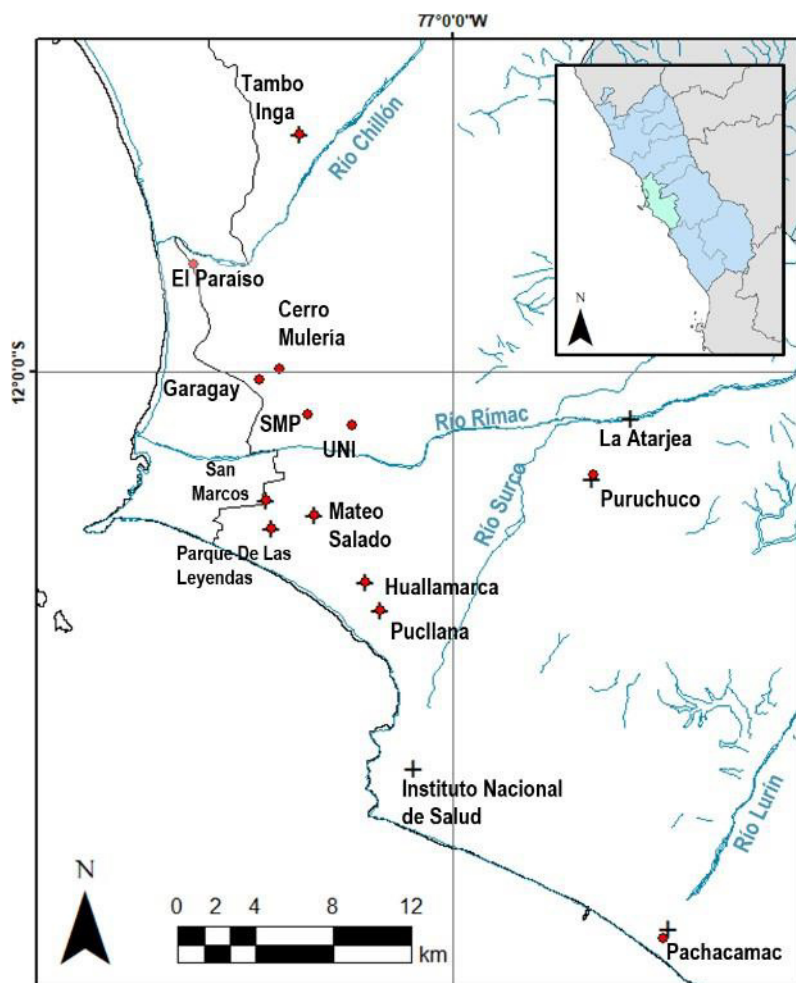 77°0'0"W
Tambo
Inga
Río Chillón
N
El Paraíso
Cerro
Mulería
12°0'0"S
Garagay
SMP
UNI
Río Rímac
La Atarjea
San
Marcos
Mateo
Salado
Río Surco
Puruchuco
Parque De Las
Leyendas
Huallamarca
Pucllana
Instituto Nacional
de Salud
Río Lurín
N
0 2 4 8 12
km
Pachacamac